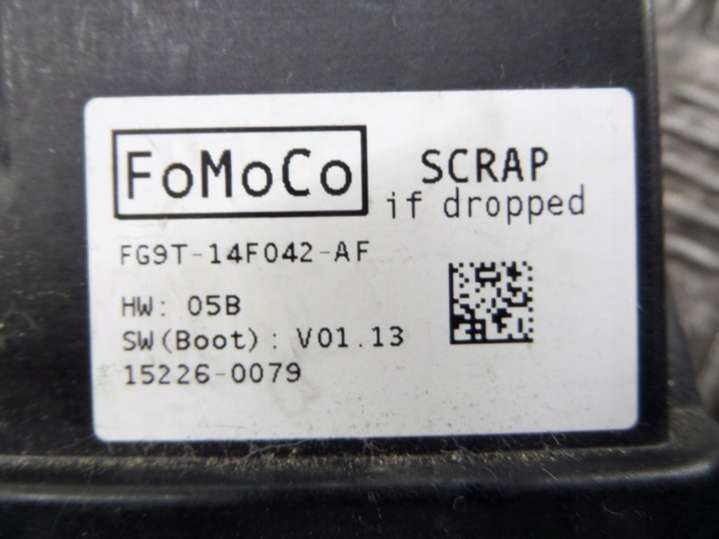 FoMoCo
SCRAP
if dropped
FG9T-14F042-AF
HW: 05B
SW(Boot): V01.13
15226-0079